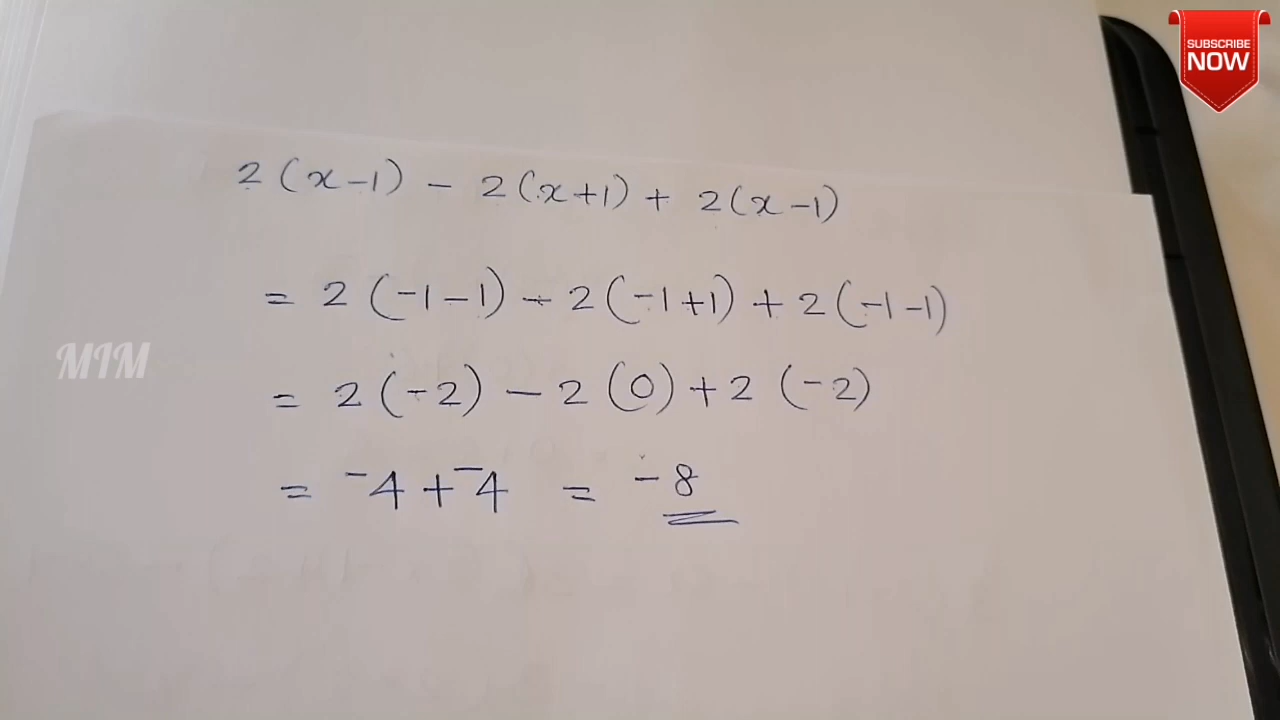 SUBSCRIBE
NOW
2(x-1) - 2(x+1) + 2(x-1)
= 2(-1-1) - 2(-1+1) + 2(-1-1)
MIM
= 2(-2) - 2(0) + 2(-2)
= ⁻4 + ⁻4 = -8